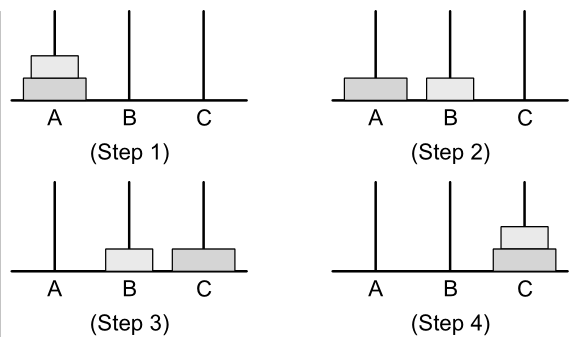 A B C
(Step 1)
A B C
(Step 2)
A B C
(Step 3)
A B C
(Step 4)